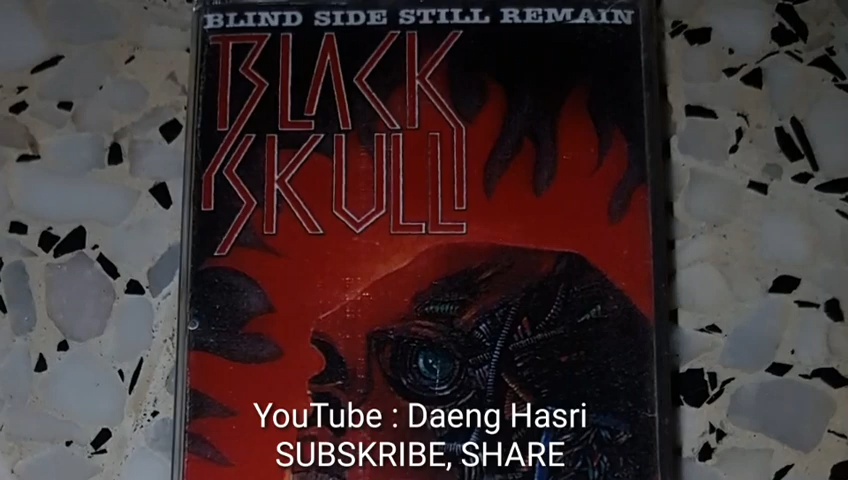 BLIND SIDE STILL REMAIN
BLACK
SKULL
YouTube : Daeng Hasri
SUBSKRIBE, SHARE